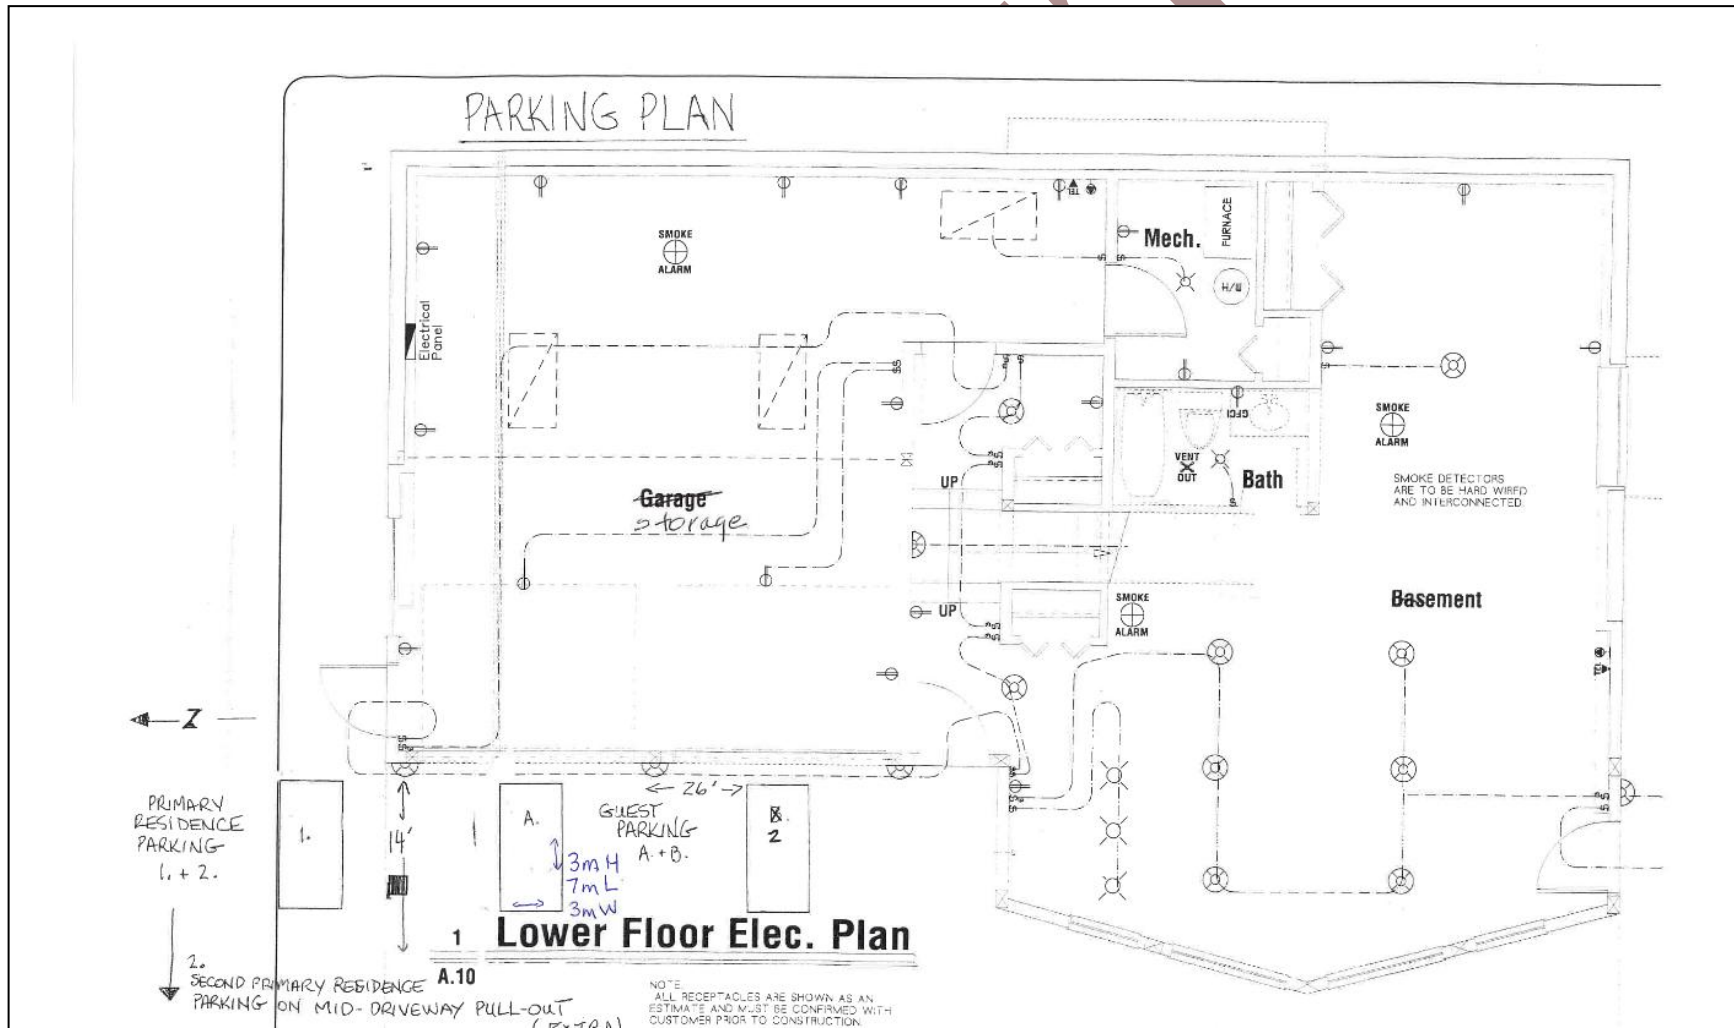 PARKING PLAN
SMOKE
ALARM
TEL
Mech.
FURNACE
H/W
Electrical
Panel
SMOKE
ALARM
GFCI
VENT
OUT
Bath
UP
SMOKE DETECTORS
ARE TO BE HARD WIRED
AND INTERCONNECTED.
Garage
storage
UP
SMOKE
ALARM
Basement
TEL
Z
PRIMARY
RESIDENCE
PARKING
1. + 2.
1.
14'
A.
GUEST
PARKING
A. + B.
26'
2
3m H
7m L
3m W
1 Lower Floor Elec. Plan
A.10
2.
SECOND PRIMARY RESIDENCE
PARKING ON MID-DRIVEWAY PULL-OUT
(EXTRA)
NOTE
ALL RECEPTACLES ARE SHOWN AS AN
ESTIMATE AND MUST BE CONFIRMED WITH
CUSTOMER PRIOR TO CONSTRUCTION.